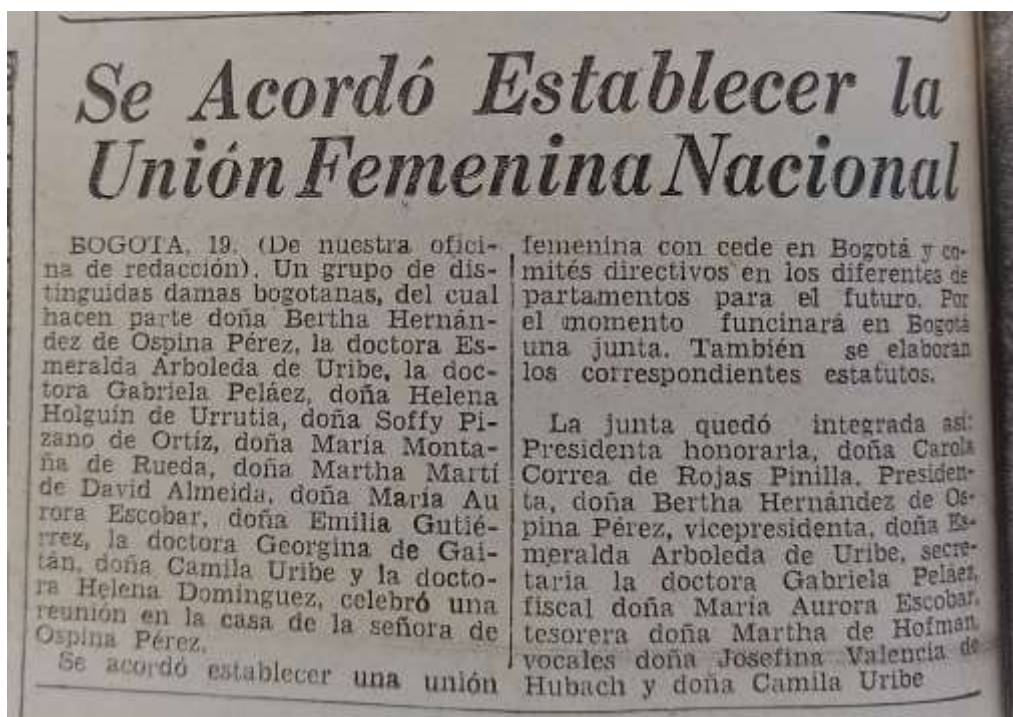 Se Acordó Establecer la
Unión Femenina Nacional
BOGOTA, 19. (De nuestra ofici-
na de redacción). Un grupo de dis-
tinguidas damas bogotanas, del cual
hacen parte doña Bertha Hernán-
dez de Ospina Pérez, la doctora Es-
meralda Arboleda de Uribe, la doc-
tora Gabriela Peláez, doña Helena
Holguín de Urrutia, doña Soffy Pi-
zano de Ortíz, doña María Monta-
ña de Rueda, doña Martha Martí
de David Almeida, doña María Au
rora Escobar, doña Emilia Gutié-
rrez, la doctora Georgina de Gai-
tán, doña Camila Uribe y la docto-
ra Helena Domínguez, celebró una
reunión en la casa de la señora de
Ospina Pérez.
Se acordó establecer una unión
femenina con cede en Bogotá y co-
mités directivos en los diferentes de
partamentos para el futuro. Por
el momento funcinará en Bogotá
una junta. También se elaboran
los correspondientes estatutos.
La junta quedó integrada así:
Presidenta honoraria, doña Carola
Correa de Rojas Pinilla. Presiden-
ta, doña Bertha Hernández de Os-
pina Pérez, vicepresidenta, doña Es-
meralda Arboleda de Uribe, secre-
taria la doctora Gabriela Peláez,
fiscal doña María Aurora Escobar,
tesorera doña Martha de Hofman,
vocales doña Josefina Valencia de
Hubach y doña Camila Uribe